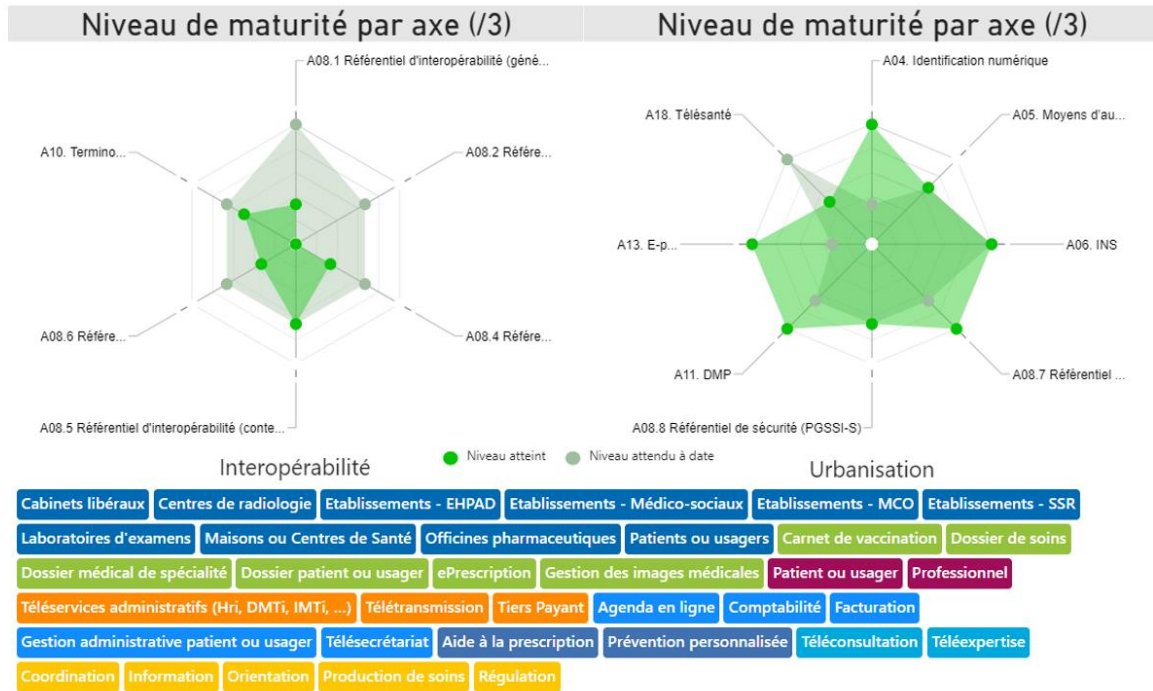 Niveau de maturité par axe (/3)
A08.1 Référentiel d'interopérabilité (géné...
A10. Termino...
A08.2 Référe...
A08.6 Référe...
A08.4 Référe...
A08.5 Référentiel d'interopérabilité (conte...
Interopérabilité
Niveau de maturité par axe (/3)
A04. Identification numérique
A18. Télésanté
A05. Moyens d'au...
A13. E-p...
A06. INS
A11. DMP
A08.7 Référentiel ...
A08.8 Référentiel de sécurité (PGSSI-S)
Niveau atteint
Niveau attendu à date
Urbanisation
Cabinets libéraux Centres de radiologie Etablissements - EHPAD Etablissements - Médico-sociaux Etablissements - MCO Etablissements - SSR
Laboratoires d'examens Maisons ou Centres de Santé Officines pharmaceutiques Patients ou usagers Carnet de vaccination Dossier de soins
Dossier médical de spécialité Dossier patient ou usager ePrescription Gestion des images médicales Patient ou usager Professionnel
Téléservices administratifs (Hri, DMTi, IMTi, ...) Télétransmission Tiers Payant Agenda en ligne Comptabilité Facturation
Gestion administrative patient ou usager Télésecrétariat Aide à la prescription Prévention personnalisée Téléconsultation Téléexpertise
Coordination Information Orientation Production de soins Régulation